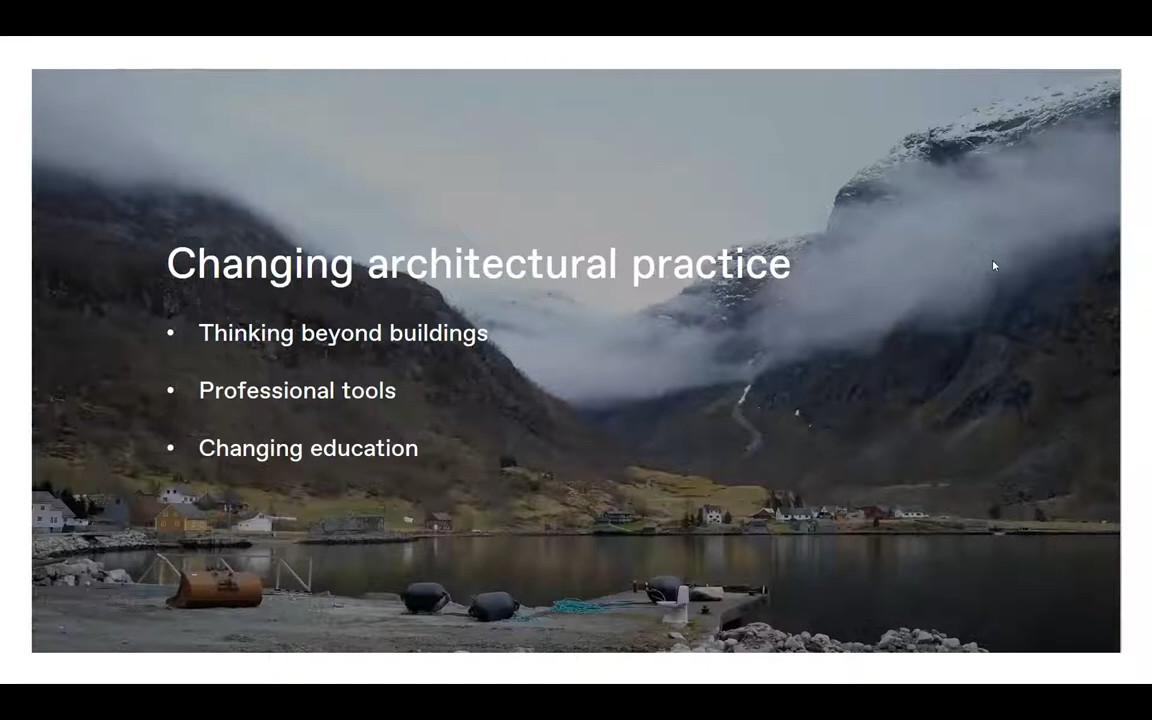 Changing architectural practice
• Thinking beyond buildings
• Professional tools
• Changing education